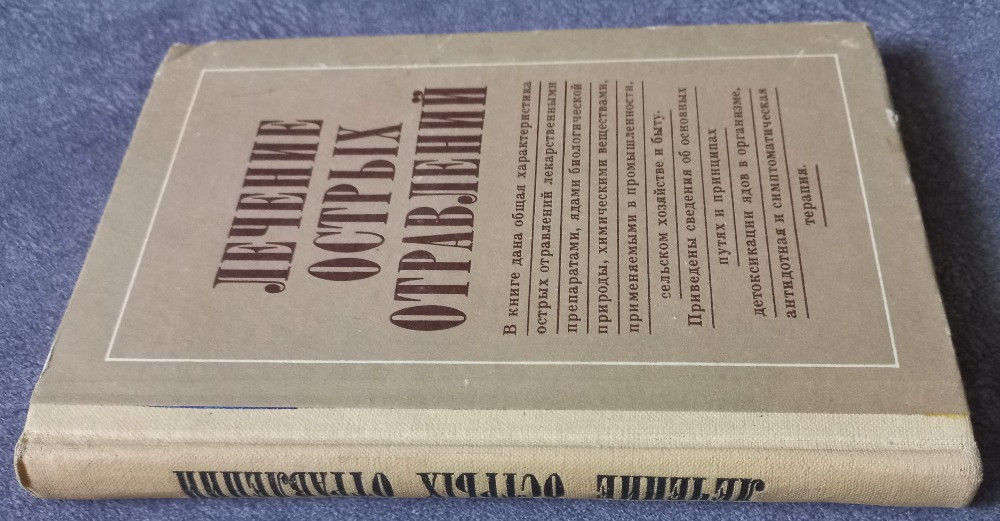 ЛЕЧЕНИЕ
ОСТРЫХ
ОТРАВЛЕНИЙ
В книге дана общая характеристика
острых отравлений лекарственными
препаратами, ядами биологической
природы, химическими веществами,
применяемыми в промышленности,
сельском хозяйстве и быту.
Приведены сведения об основных
путях и принципах
детоксикации ядов в организме,
антидотная и симптоматическая
терапия.
ЛЕЧЕНИЕ ОСТРЫХ ОТРАВЛЕНИЙ